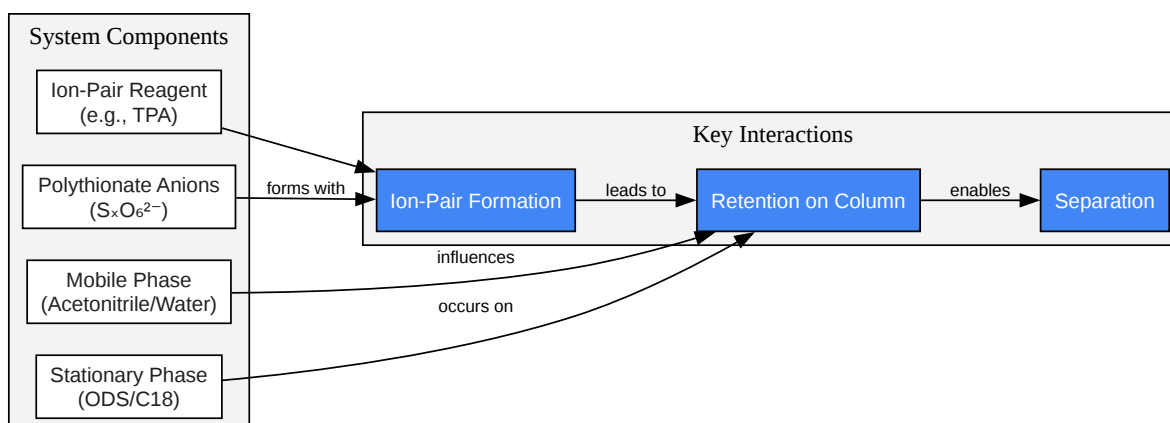 System Components
Ion-Pair Reagent
(e.g., TPA)
Polythionate Anions
(SₓO₆²⁻)
Mobile Phase
(Acetonitrile/Water)
Stationary Phase
(ODS/C18)
forms with
influences
occurs on
Key Interactions
Ion-Pair Formation
leads to
Retention on Column
enables
Separation